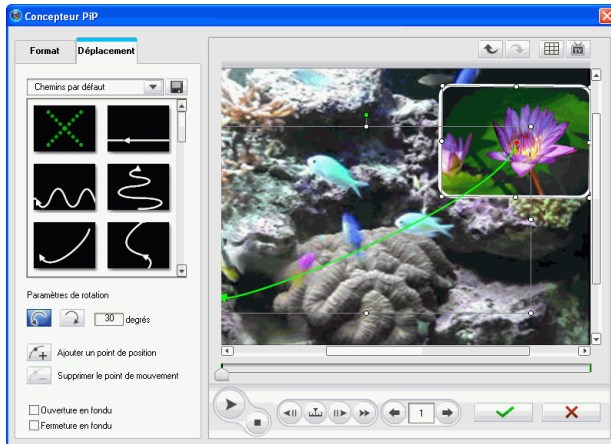 Concepteur PiP
Format
Déplacement
Chemins par défaut
Paramètres de rotation
30 degrés
Ajouter un point de position
Supprimer le point de mouvement
Ouverture en fondu
Fermeture en fondu
1